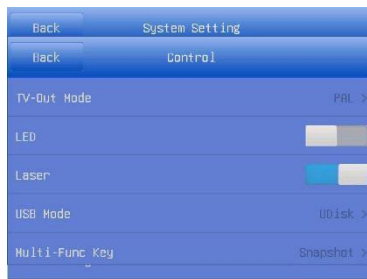 Back System Setting
Back Control
TV-Out Mode PAL >
LED
Laser
USB Mode UDisk >
Multi-Func Key Snapshot >